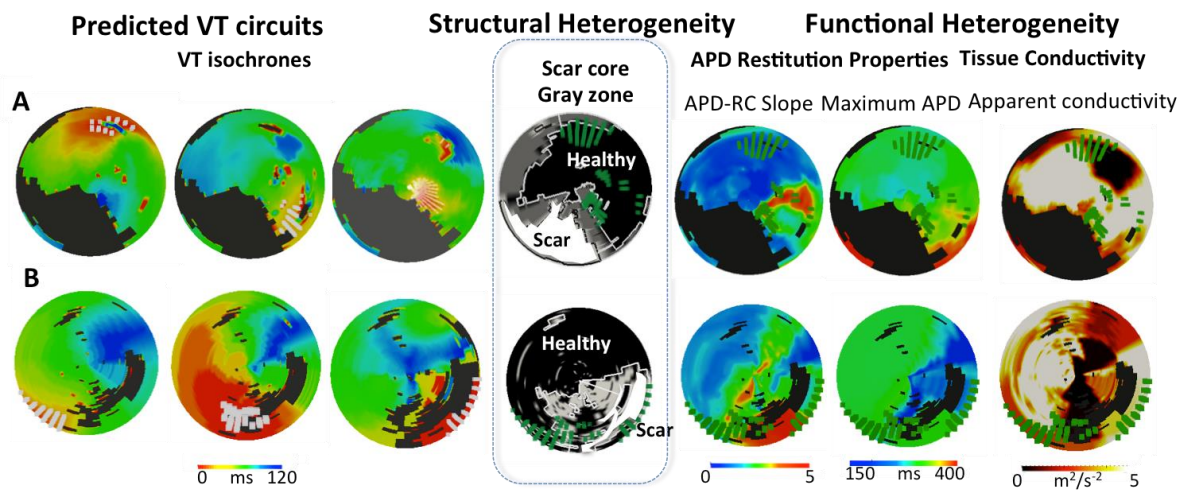 Predicted VT circuits Structural Heterogeneity Functional Heterogeneity
VT isochrones
Scar core
Gray zone
APD Restitution Properties Tissue Conductivity
APD-RC Slope Maximum APD Apparent conductivity
A
Healthy
Scar
B
Healthy
Scar
0 ms 120
0 5
150 ms 400
0 m²/s⁻² 5